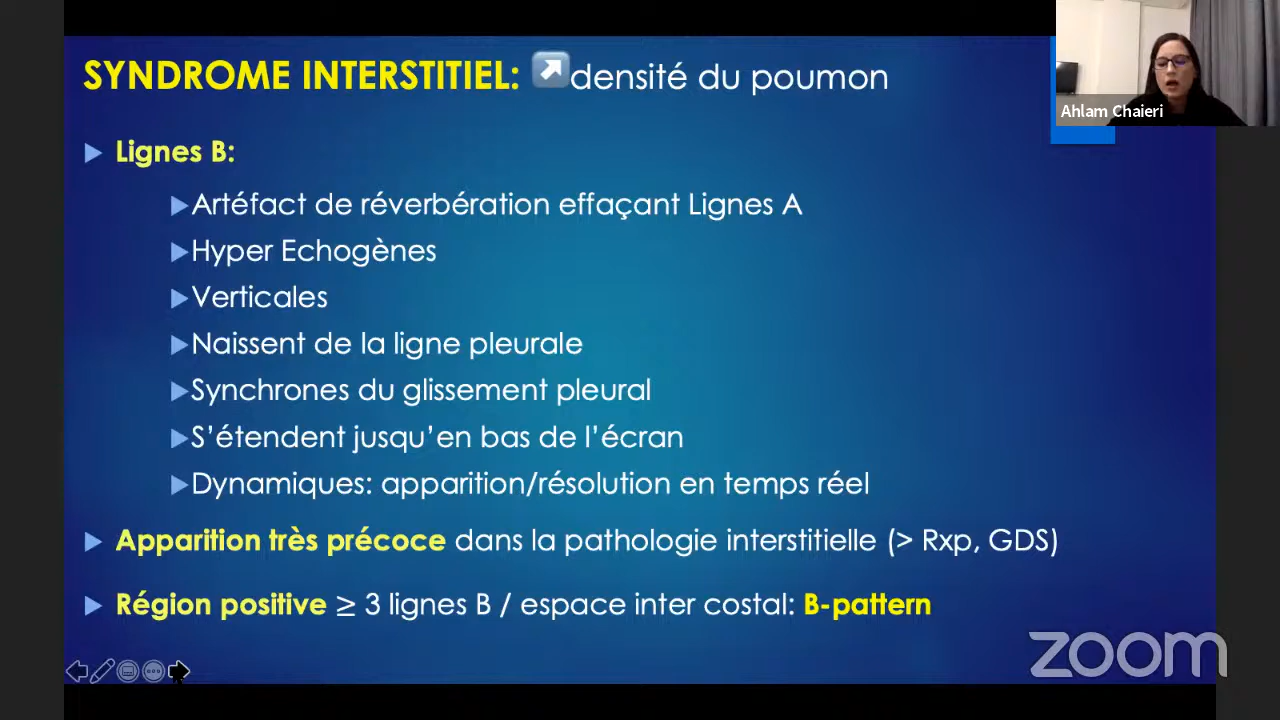 SYNDROME INTERSTITIEL: densité du poumon
Lignes B:
Artéfact de réverbération effaçant Lignes A
Hyper Echogènes
Verticales
Naissent de la ligne pleurale
Synchrones du glissement pleural
S'étendent jusqu'en bas de l'écran
Dynamiques: apparition/résolution en temps réel
Apparition très précoce dans la pathologie interstitielle (> Rxp, GDS)
Région positive ≥ 3 lignes B / espace inter costal: B-pattern
Ahlam Chaieri
zoom